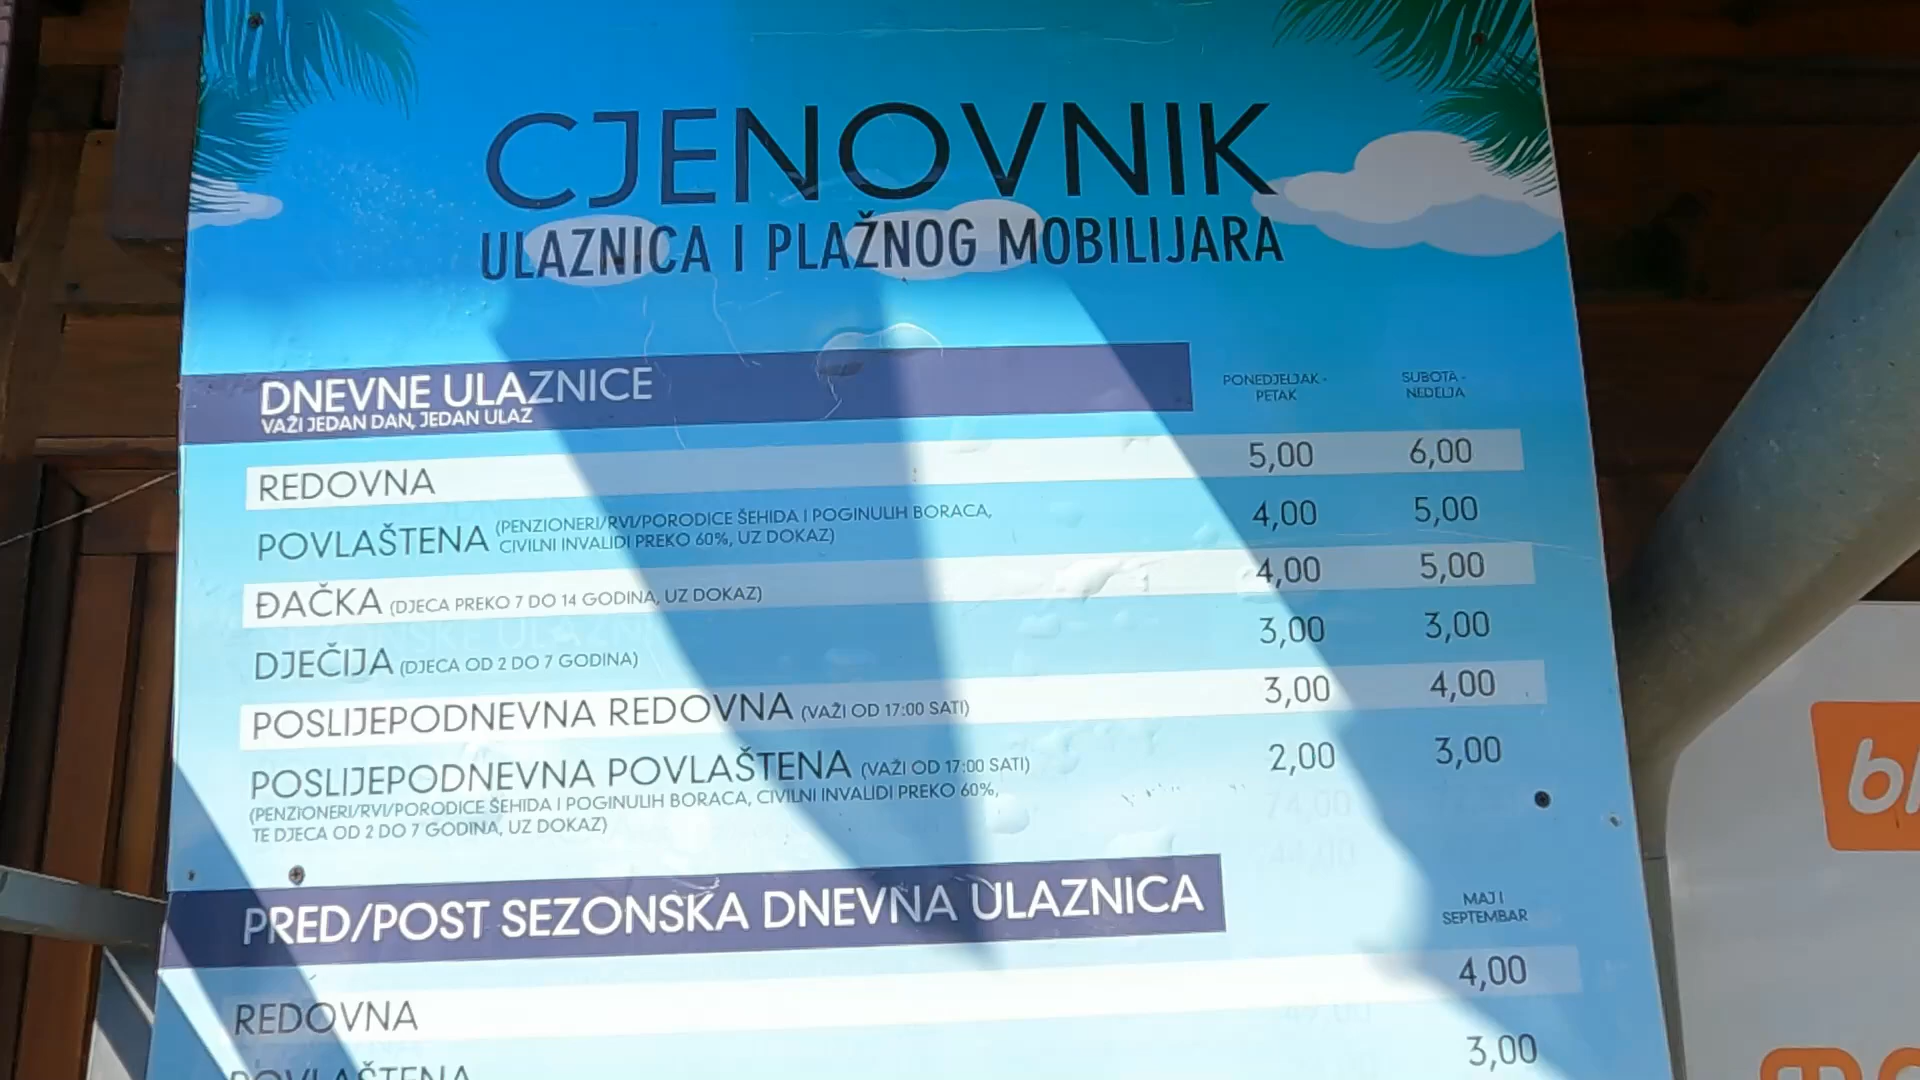 CJENOVNIK
ULAZNICA I PLAŽNOG MOBILIJARA
DNEVNE ULAZNICE
VAŽI JEDAN DAN, JEDAN ULAZ
PONEDJELJAK -
PETAK
SUBOTA -
NEDELJA
REDOVNA 5,00 6,00
POVLAŠTENA (PENZIONERI/RVI/PORODICE ŠEHIDA I POGINULIH BORACA,
CIVILNI INVALIDI PREKO 60%, UZ DOKAZ) 4,00 5,00
ĐAČKA (DJECA PREKO 7 DO 14 GODINA, UZ DOKAZ) 4,00 5,00
DJEČIJA (DJECA OD 2 DO 7 GODINA) 3,00 3,00
POSLIJEPODNEVNA REDOVNA (VAŽI OD 17:00 SATI) 3,00 4,00
POSLIJEPODNEVNA POVLAŠTENA (VAŽI OD 17:00 SATI) 2,00 3,00
(PENZIONERI/RVI/PORODICE ŠEHIDA I POGINULIH BORACA, CIVILNI INVALIDI PREKO 60%,
TE DJECA OD 2 DO 7 GODINA, UZ DOKAZ)
PRED/POST SEZONSKA DNEVNA ULAZNICA
MAJ I
SEPTEMBAR
REDOVNA 4,00
POVLAŠTENA 3,00